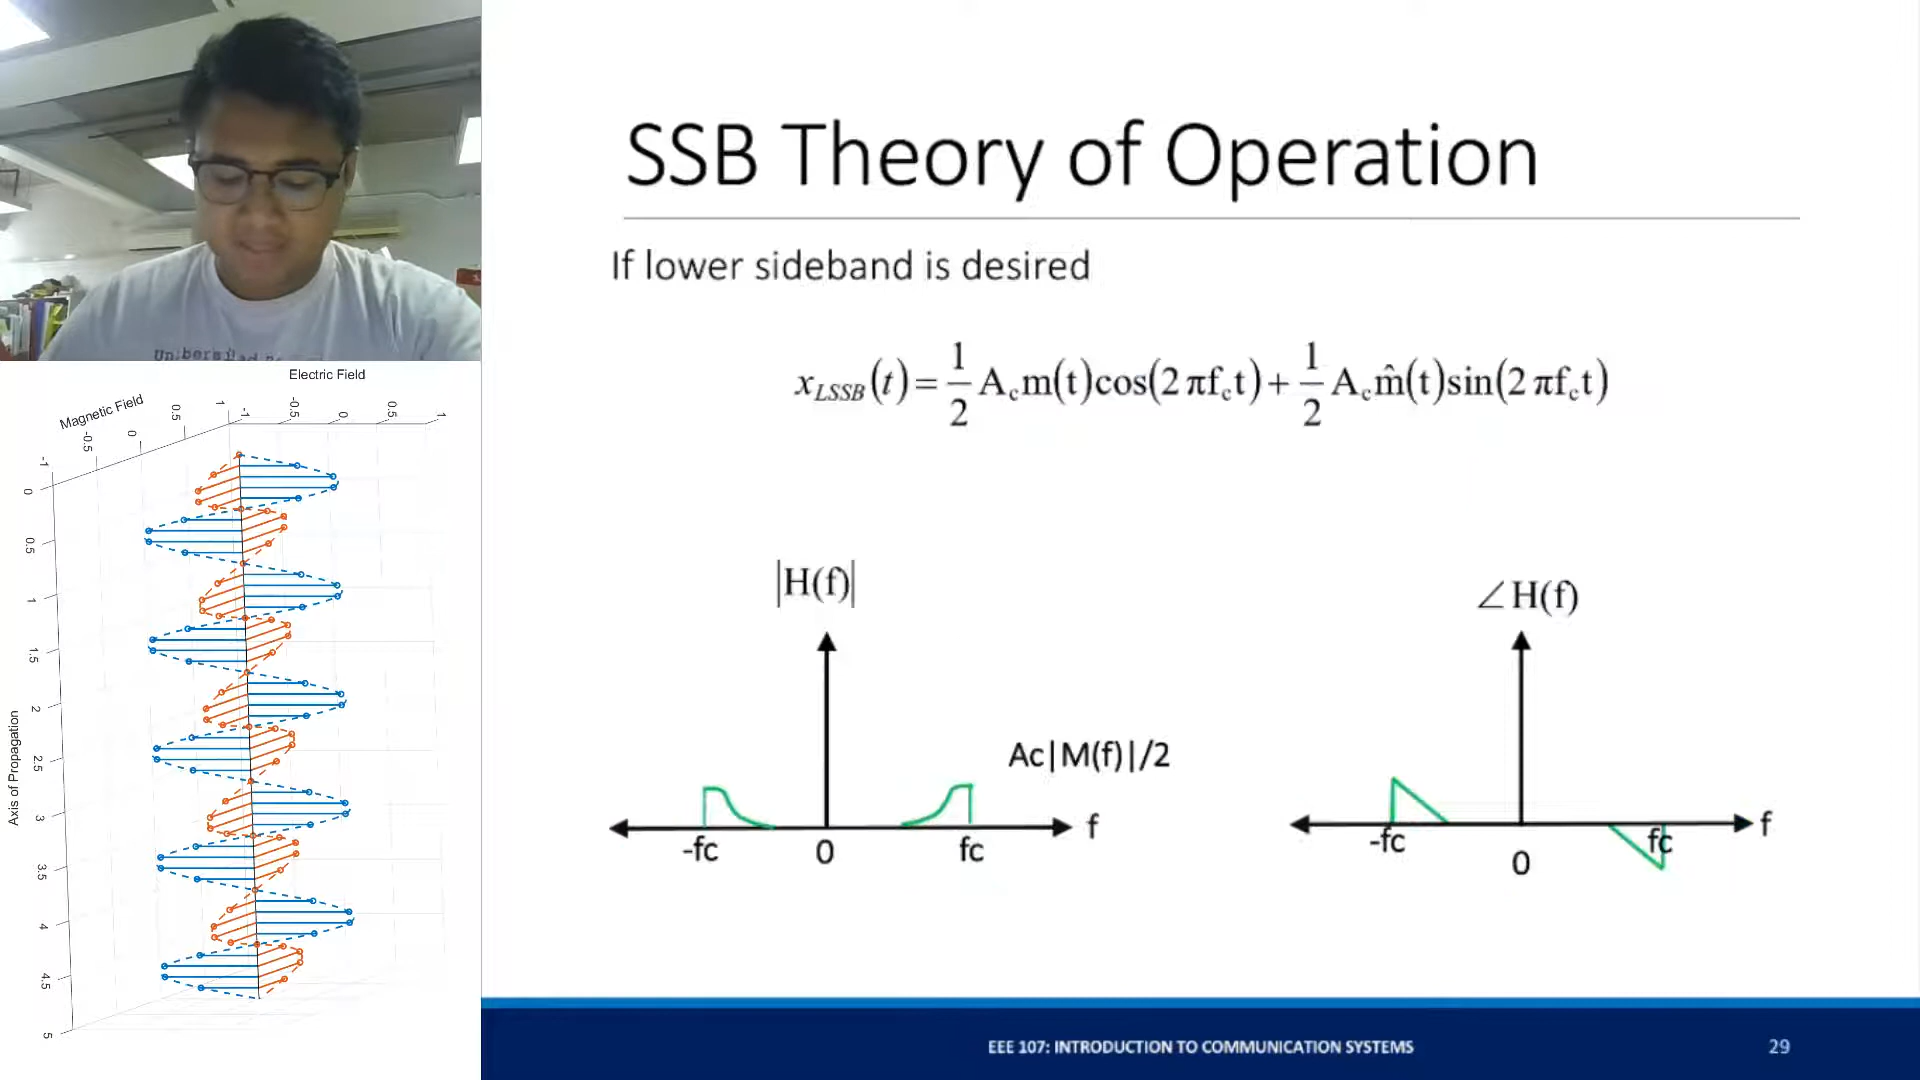 SSB Theory of Operation
If lower sideband is desired
x_LSSB(t) = 1/2 A_c m(t)cos(2πf_c t) + 1/2 A_c m̂(t)sin(2πf_c t)
|H(f)|
∠H(f)
Ac|M(f)|/2
-fc
0
fc
f
-fc
0
fc
f
Electric Field
-1
-0.5
0
0.5
1
Magnetic Field
-1
-0.5
0
0.5
1
Axis of Propagation
0
0.5
1
1.5
2
2.5
3
3.5
4
4.5
5
EEE 107: INTRODUCTION TO COMMUNICATION SYSTEMS
29